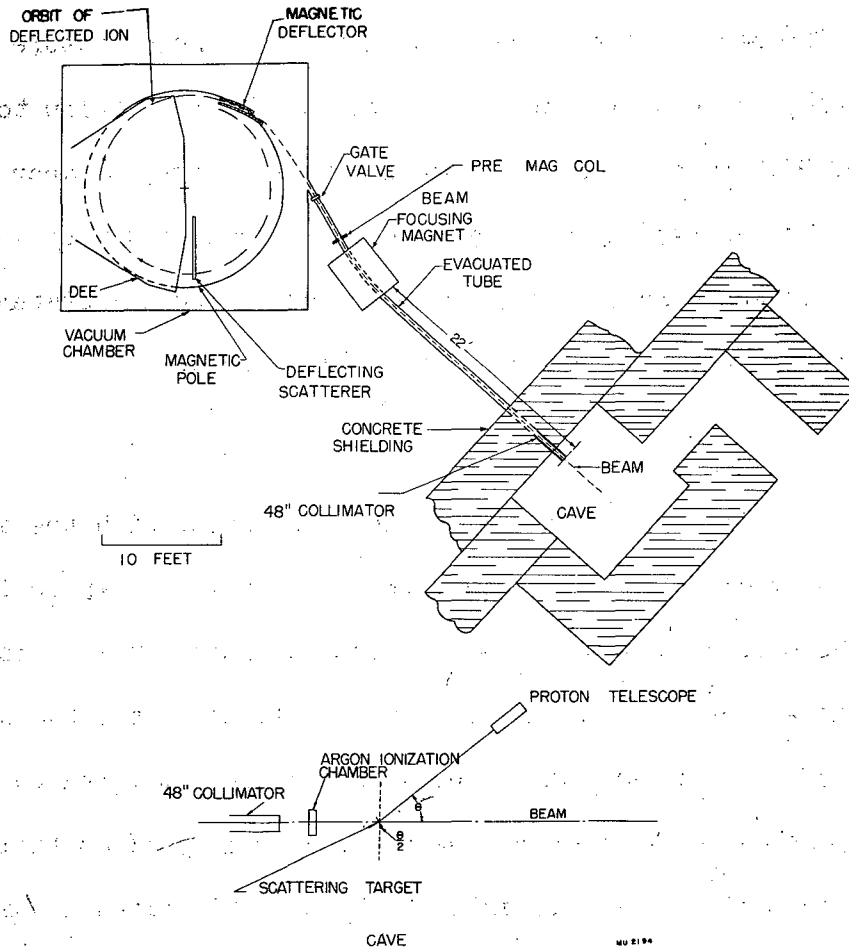 ORBIT OF
DEFLECTED ION
MAGNETIC
DEFLECTOR
GATE
VALVE
PRE MAG COL
BEAM
FOCUSING
MAGNET
EVACUATED
TUBE
DEE
VACUUM
CHAMBER
MAGNETIC
POLE
DEFLECTING
SCATTERER
22'
CONCRETE
SHIELDING
BEAM
48" COLLIMATOR
CAVE
10 FEET
PROTON TELESCOPE
ARGON IONIZATION
CHAMBER
48" COLLIMATOR
θ
BEAM
θ
2
SCATTERING TARGET
CAVE
MU 2194